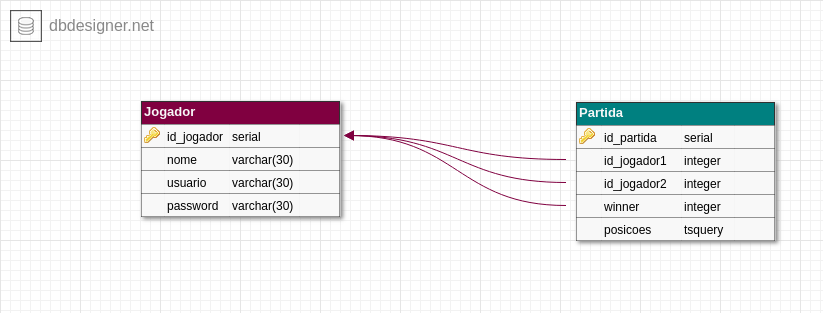 dbdesigner.net
Jogador
id_jogador serial
nome varchar(30)
usuario varchar(30)
password varchar(30)
Partida
id_partida serial
id_jogador1 integer
id_jogador2 integer
winner integer
posicoes tsquery